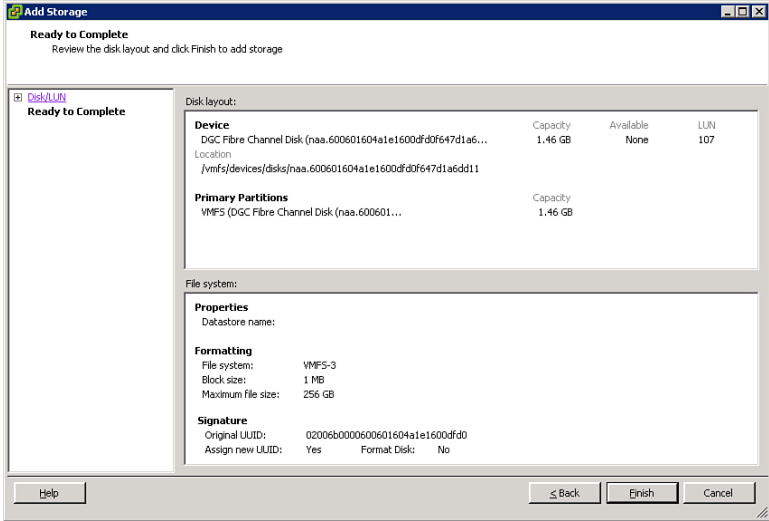 Add Storage
Ready to Complete
Review the disk layout and click Finish to add storage
Disk/LUN
Ready to Complete
Disk layout:
Device Capacity Available LUN
DGC Fibre Channel Disk (naa.600601604a1e1600dfd0f647d1a6... 1.46 GB None 107
Location
/vmfs/devices/disks/naa.600601604a1e1600dfd0f647d1a6dd11
Primary Partitions Capacity
VMFS (DGC Fibre Channel Disk (naa.600601... 1.46 GB
File system:
Properties
Datastore name:
Formatting
File system: VMFS-3
Block size: 1 MB
Maximum file size: 256 GB
Signature
Original UUID: 02006b0000600601604a1e1600dfd0
Assign new UUID: Yes Format Disk: No
Help ≤ Back Finish Cancel